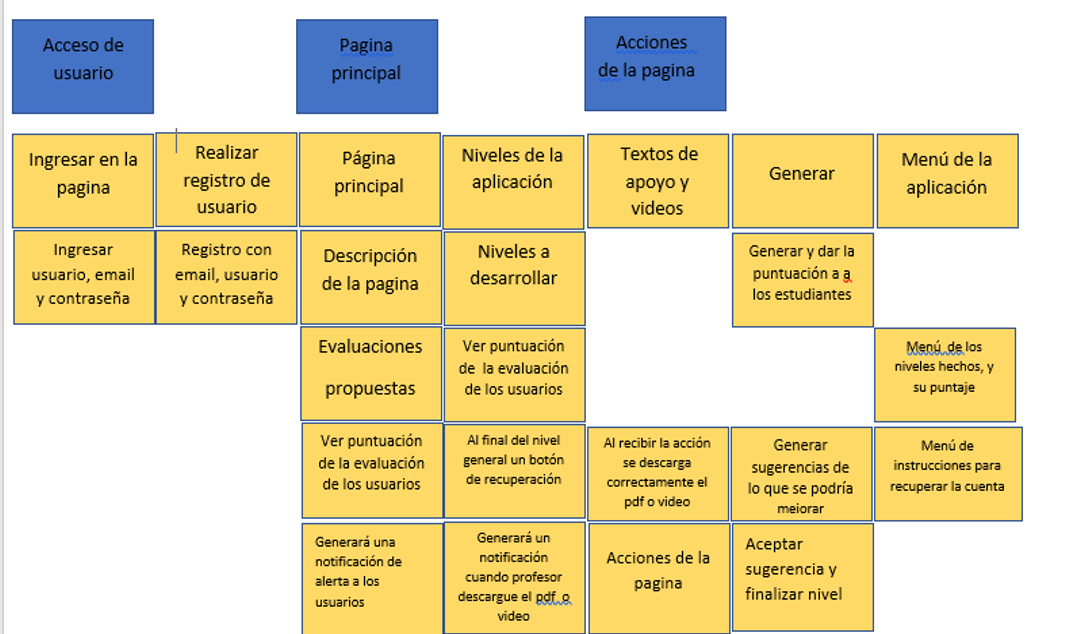 Acceso de
usuario
Pagina
principal
Acciones
de la pagina
Ingresar en la
pagina
Realizar
registro de
usuario
Página
principal
Niveles de la
aplicación
Textos de
apoyo y
videos
Generar
Menú de la
aplicación
Ingresar
usuario, email
y contraseña
Registro con
email, usuario
y contraseña
Descripción
de la pagina
Niveles a
desarrollar
Generar y dar la
puntuación a a
los estudiantes
Evaluaciones
propuestas
Ver puntuación
de la evaluación
de los usuarios
Menú de los
niveles hechos, y
su puntaje
Ver puntuación
de la evaluación
de los usuarios
Al final del nivel
general un botón
de recuperación
Al recibir la acción
se descarga
correctamente el
pdf o video
Generar
sugerencias de
lo que se podría
mejorar
Menú de
instrucciones para
recuperar la cuenta
Generará una
notificación de
alerta a los
usuarios
Generará un
notificación
cuando profesor
descargue el pdf o
video
Acciones de la
pagina
Aceptar
sugerencia y
finalizar nivel